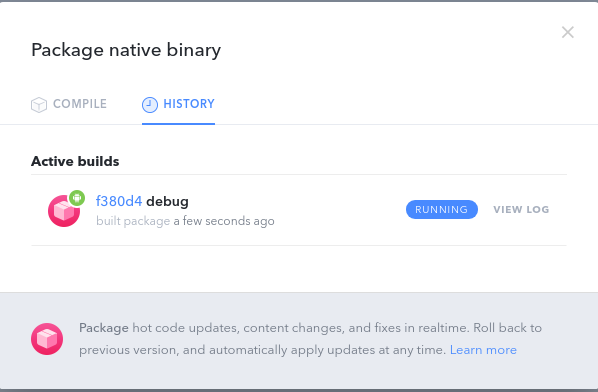 Package native binary
COMPILE
HISTORY
Active builds
f380d4 debug
built package a few seconds ago
RUNNING
VIEW LOG
Package hot code updates, content changes, and fixes in realtime. Roll back to
previous version, and automatically apply updates at any time. Learn more